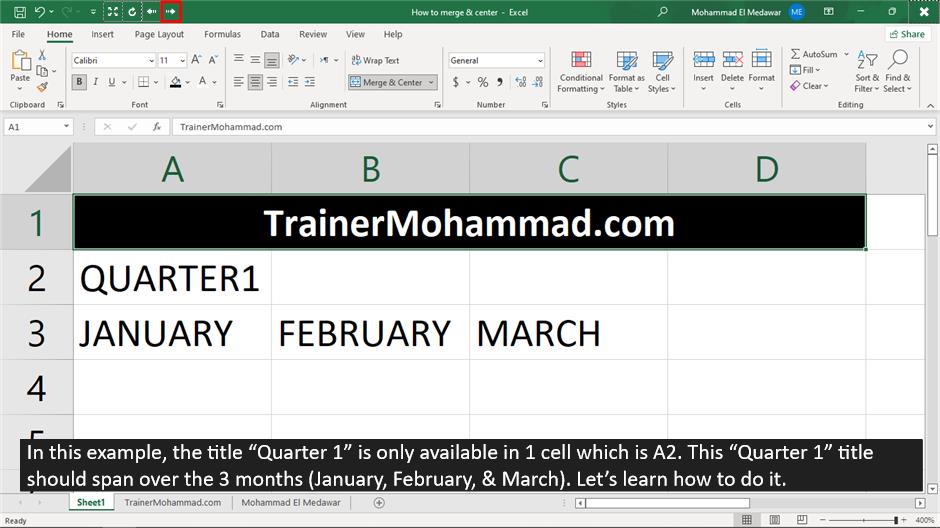 How to merge & center - Excel
Mohammad El Medawar ME
File Home Insert Draw Page Layout Formulas Data Review View Help Share
Paste
Clipboard
Calibri 11
B I U
Font
Wrap Text
Merge & Center
Alignment
General
$ % 9
Number
Conditional Formatting
Format as Table
Cell Styles
Styles
Insert Delete Format
Cells
AutoSum
Fill
Clear
Sort & Filter
Find & Select
Editing
A1 fx TrainerMohammad.com
A B C D
1 TrainerMohammad.com
2 QUARTER1
3 JANUARY FEBRUARY MARCH
4
In this example, the title “Quarter 1” is only available in 1 cell which is A2. This “Quarter 1” title
should span over the 3 months (January, February, & March). Let’s learn how to do it.
Sheet1 TrainerMohammad.com Mohammad El Medawar
Ready 400%